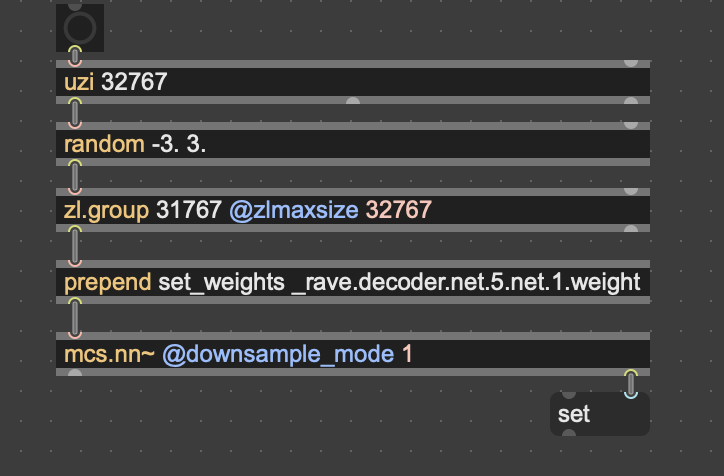 uzi 32767
random -3. 3.
zl.group 31767 @zlmaxsize 32767
prepend set_weights _rave.decoder.net.5.net.1.weight
mcs.nn~ @downsample_mode 1
set